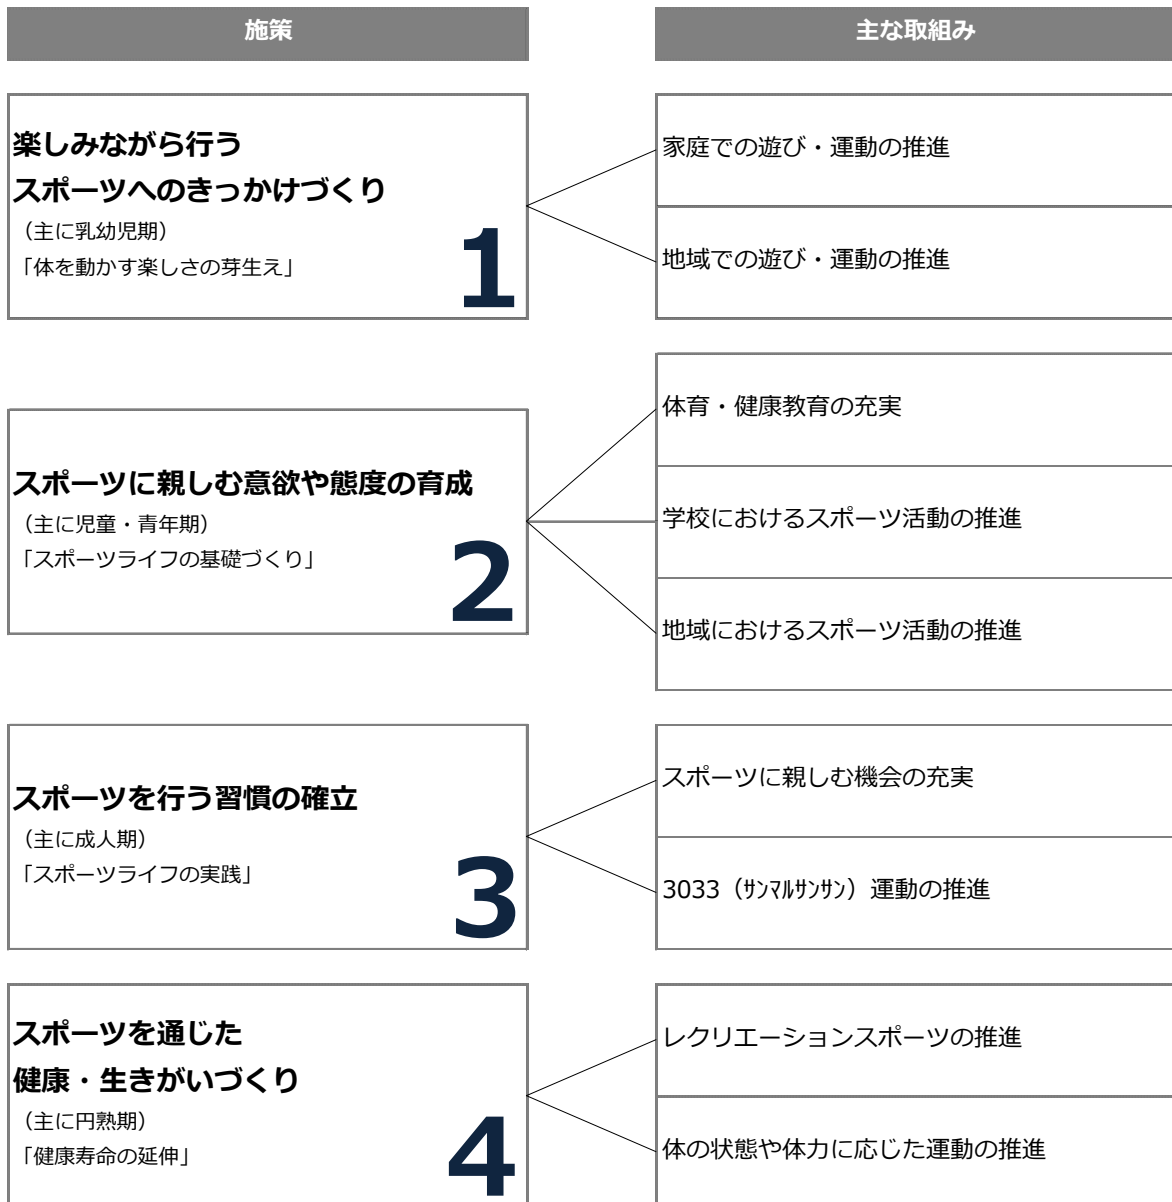 施策
主な取組み
楽しみながら行う
スポーツへのきっかけづくり
（主に乳幼児期）
「体を動かす楽しさの芽生え」
1
家庭での遊び・運動の推進
地域での遊び・運動の推進
スポーツに親しむ意欲や態度の育成
（主に児童・青年期）
「スポーツライフの基礎づくり」
2
体育・健康教育の充実
学校におけるスポーツ活動の推進
地域におけるスポーツ活動の推進
スポーツを行う習慣の確立
（主に成人期）
「スポーツライフの実践」
3
スポーツに親しむ機会の充実
3033（ｻﾝﾏﾙｻﾝｻﾝ）運動の推進
スポーツを通じた
健康・生きがいづくり
（主に円熟期）
「健康寿命の延伸」
4
レクリエーションスポーツの推進
体の状態や体力に応じた運動の推進